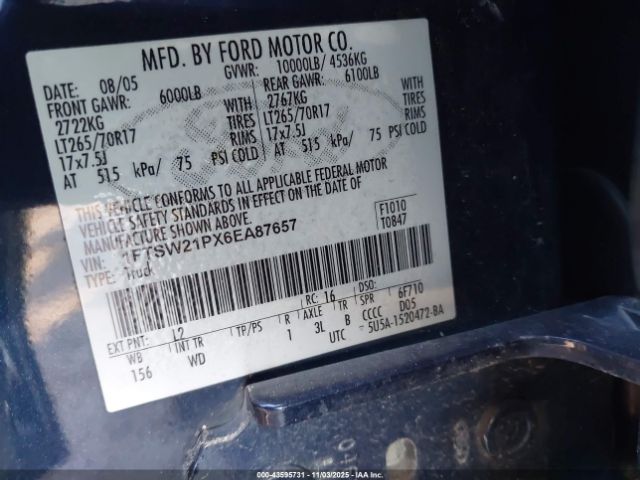 MFD. BY FORD MOTOR CO.
DATE: 08/05 GVWR: 10000LB/ 4536KG
FRONT GAWR: 6000LB REAR GAWR: 6100LB
2722KG WITH 2767KG WITH
LT265/70R17 TIRES LT265/70R17 TIRES
17x7.5J RIMS 17x7.5J RIMS
AT 515 kPa/ 75 PSI COLD AT 515 kPa/ 75 PSI COLD
THIS VEHICLE CONFORMS TO ALL APPLICABLE FEDERAL MOTOR
VEHICLE SAFETY STANDARDS IN EFFECT ON THE DATE OF
MANUFACTURE SHOWN ABOVE
VIN: 1FTSW21PX6EA87657 F1010
TYPE: Truck T0847
EXT PNT: L2 RC: 16 DSO: 6F710
WB INT TR TP/PS R AXLE TR SPR
156 WD 1 3L B CCCC D05
UTC 5U5A-1520472-BA
000-43595731 - 11/03/2025 - IAAI.COM